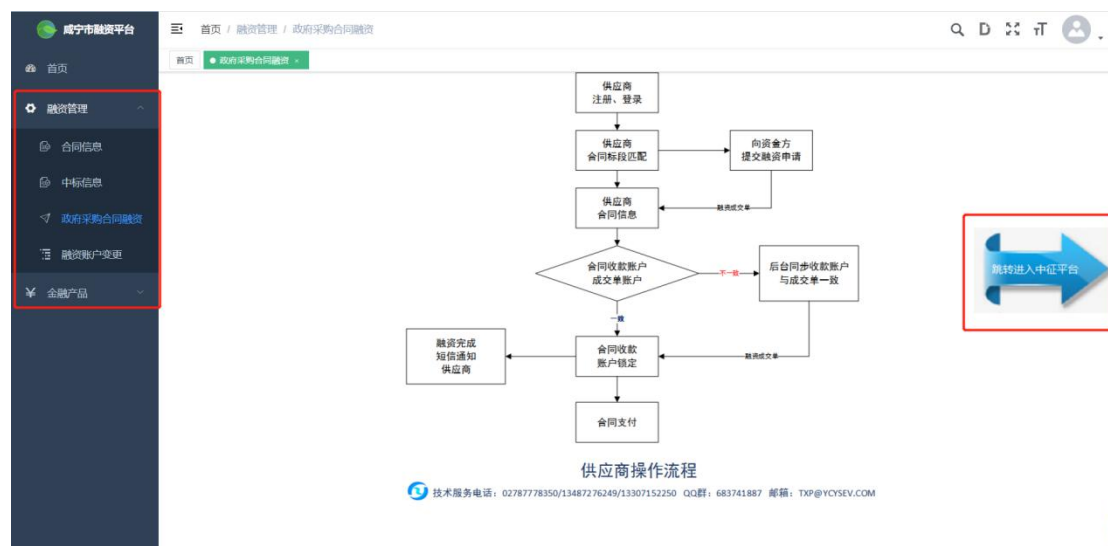 咸宁市融资平台
首页 / 融资管理 / 政府采购合同融资
首页
政府采购合同融资 ×
首页
融资管理
合同信息
中标信息
政府采购合同融资
融资账户变更
金融产品
供应商
注册、登录
供应商
合同标段匹配
向资金方
提交融资申请
供应商
合同信息
融资成交单
合同收款账户
成交单账户
不一致
后台同步收款账户
与成交单一致
一致
融资完成
短信通知
供应商
合同收款
账户锁定
融资成交单
合同支付
跳转进入中征平台
供应商操作流程
技术服务电话：02787778350/13487276249/13307152250 QQ群：683741887 邮箱：TXP@YCYSEV.COM